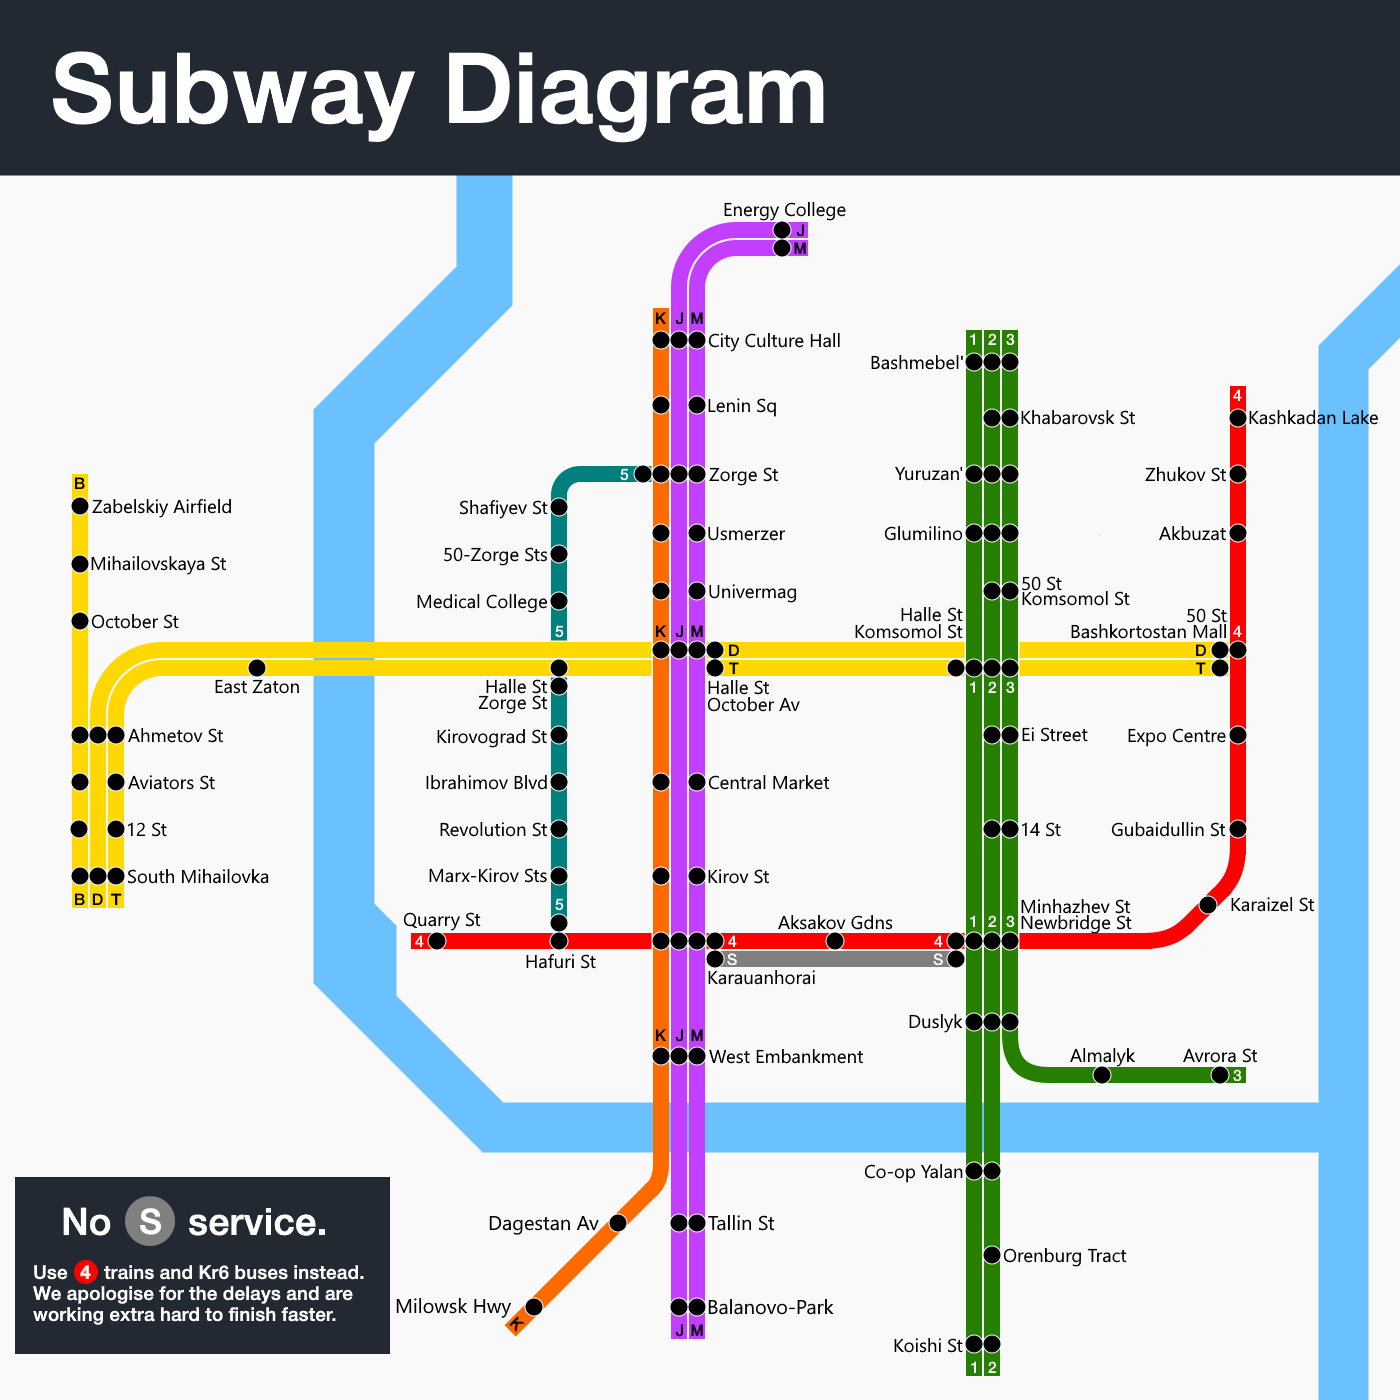 Subway Diagram
Energy College
J
M
K J M
City Culture Hall
1 2 3
Bashmebel'
Lenin Sq
Khabarovsk St
4
Kashkadan Lake
5
Zorge St
Yuruzan'
Zhukov St
B
Zabelskiy Airfield
Shafiyev St
Usmerzer
Glumilino
Akbuzat
50-Zorge Sts
Mihailovskaya St
Medical College
Univermag
50 St
Komsomol St
October St
5
K J M
Halle St
Komsomol St
50 St
Bashkortostan Mall
4
D
T
D
T
East Zaton
Halle St
Zorge St
Halle St
October Av
1 2 3
Ahmetov St
Kirovograd St
Ei Street
Expo Centre
Aviators St
Ibrahimov Blvd
Central Market
12 St
Revolution St
14 St
Gubaidullin St
South Mihailovka
Marx-Kirov Sts
Kirov St
B D T
5
Karaizel St
Quarry St
Aksakov Gdns
1 2 3
Minhazhev St
Newbridge St
4
4
4
Hafuri St
S
S
Karauanhorai
Duslyk
K J M
West Embankment
Almalyk
Avrora St
3
Co-op Yalan
Dagestan Av
Tallin St
Orenburg Tract
Milowsk Hwy
K
Balanovo-Park
J M
Koishi St
1 2
No S service.
Use 4 trains and Kr6 buses instead.
We apologise for the delays and are
working extra hard to finish faster.